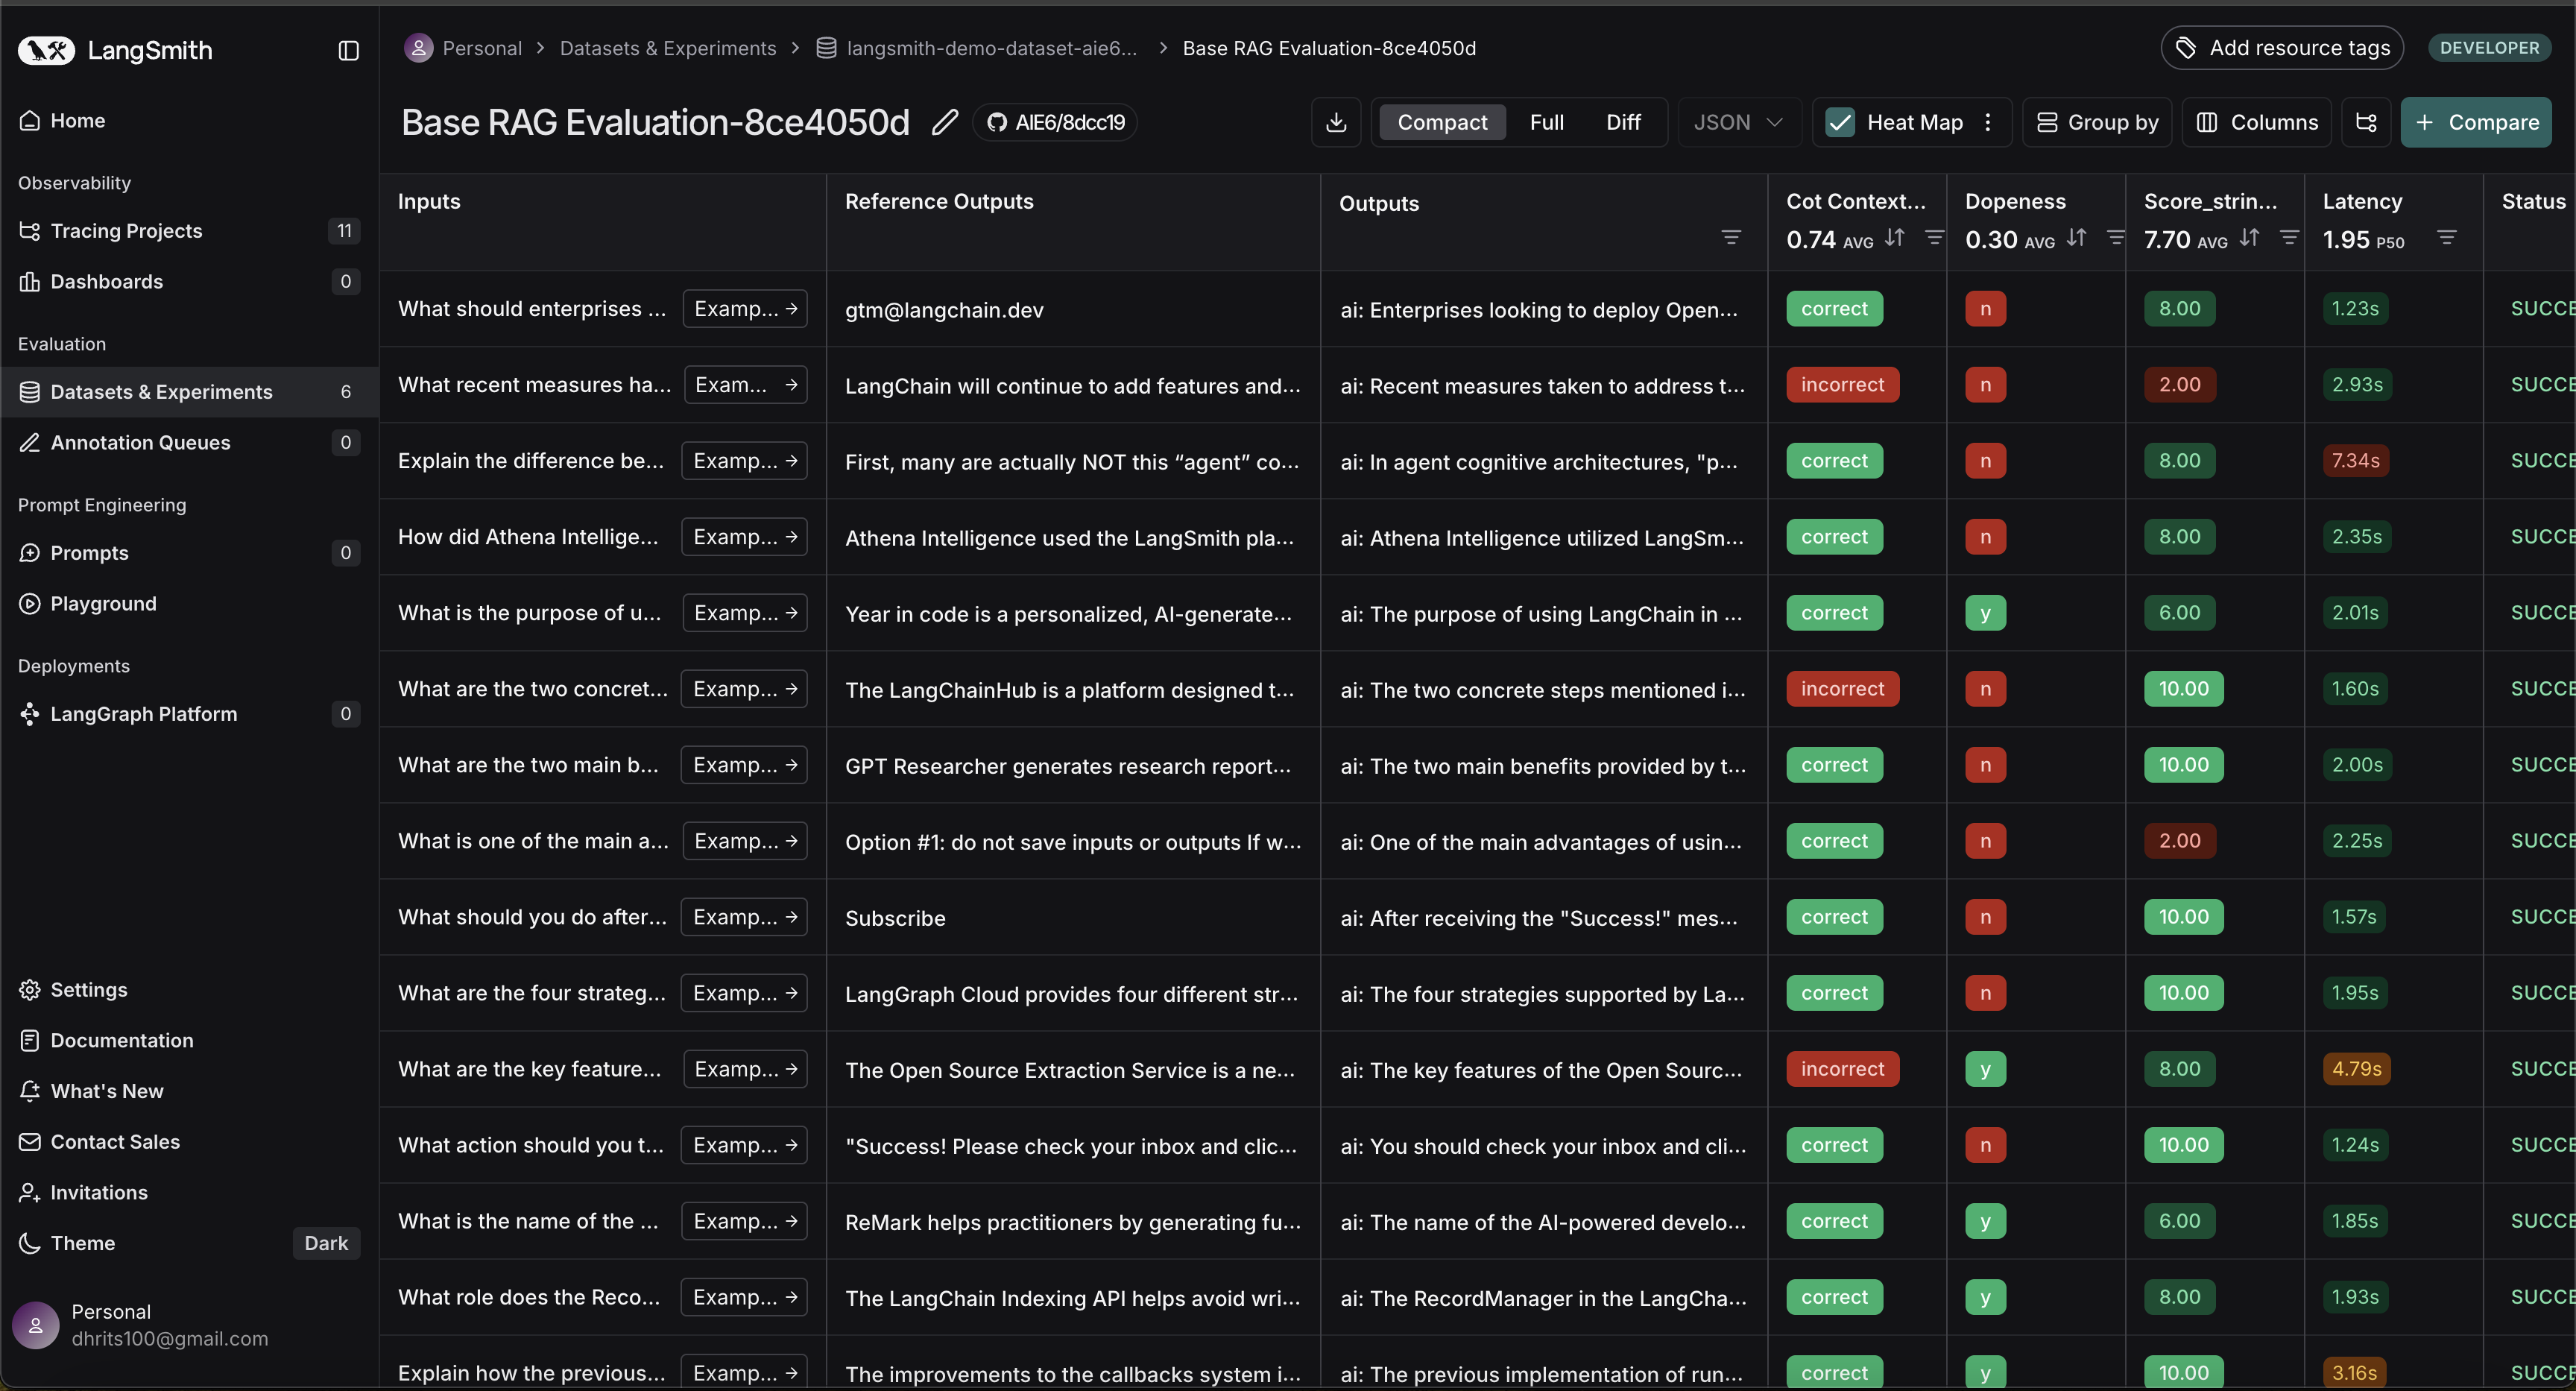 LangSmith
Home
Observability
Tracing Projects 11
Dashboards 0
Evaluation
Datasets & Experiments 6
Annotation Queues 0
Prompt Engineering
Prompts 0
Playground
Deployments
LangGraph Platform 0
Settings
Documentation
What's New
Contact Sales
Invitations
Theme Dark
Personal
dhrits100@gmail.com
Personal > Datasets & Experiments > langsmith-demo-dataset-aie6... > Base RAG Evaluation-8ce4050d
Add resource tags DEVELOPER
Base RAG Evaluation-8ce4050d AIE6/8dcc19 Compact Full Diff JSON Heat Map Group by Columns + Compare
Inputs Reference Outputs Outputs Cot Context... Dopeness Score_strin... Latency Status
0.74 AVG 0.30 AVG 7.70 AVG 1.95 P50
What should enterprises ... Examp... → gtm@langchain.dev ai: Enterprises looking to deploy Open... correct n 8.00 1.23s SUCCE
What recent measures ha... Exam... → LangChain will continue to add features and... ai: Recent measures taken to address t... incorrect n 2.00 2.93s SUCCE
Explain the difference be... Examp... → First, many are actually NOT this “agent” co... ai: In agent cognitive architectures, "p... correct n 8.00 7.34s SUCCE
How did Athena Intellige... Examp... → Athena Intelligence used the LangSmith pla... ai: Athena Intelligence utilized LangSm... correct n 8.00 2.35s SUCCE
What is the purpose of u... Examp... → Year in code is a personalized, AI-generate... ai: The purpose of using LangChain in ... correct y 6.00 2.01s SUCCE
What are the two concret... Examp... → The LangChainHub is a platform designed t... ai: The two concrete steps mentioned i... incorrect n 10.00 1.60s SUCCE
What are the two main b... Examp... → GPT Researcher generates research report... ai: The two main benefits provided by t... correct n 10.00 2.00s SUCCE
What is one of the main a... Examp... → Option #1: do not save inputs or outputs If w... ai: One of the main advantages of usin... correct n 2.00 2.25s SUCCE
What should you do after... Examp... → Subscribe ai: After receiving the "Success!" mes... correct n 10.00 1.57s SUCCE
What are the four strateg... Examp... → LangGraph Cloud provides four different str... ai: The four strategies supported by La... correct n 10.00 1.95s SUCCE
What are the key feature... Examp... → The Open Source Extraction Service is a ne... ai: The key features of the Open Sourc... incorrect y 8.00 4.79s SUCCE
What action should you t... Examp... → "Success! Please check your inbox and clic... ai: You should check your inbox and cli... correct n 10.00 1.24s SUCCE
What is the name of the ... Examp... → ReMark helps practitioners by generating fu... ai: The name of the AI-powered develo... correct y 6.00 1.85s SUCCE
What role does the Reco... Examp... → The LangChain Indexing API helps avoid wri... ai: The RecordManager in the LangCha... correct y 8.00 1.93s SUCCE
Explain how the previous... Examp... → The improvements to the callbacks system i... ai: The previous implementation of run... correct y 10.00 3.16s SUCCE